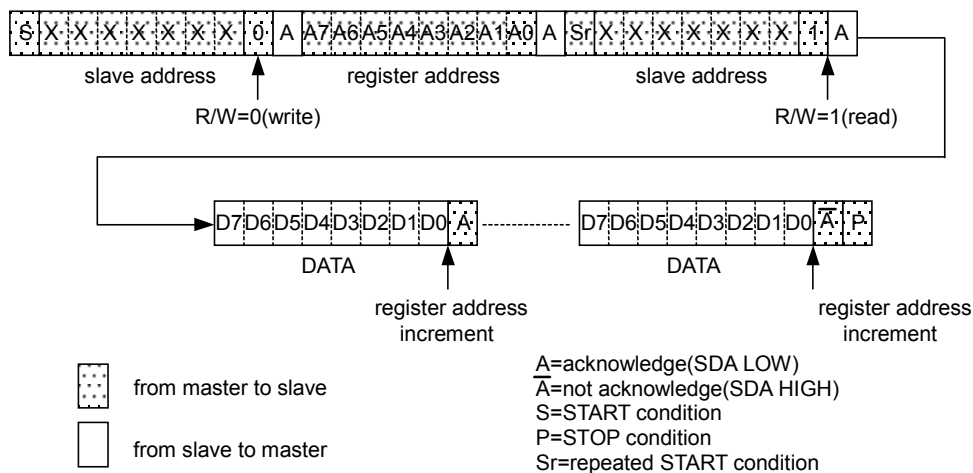 S X X X X X X X 0 A A7 A6 A5 A4 A3 A2 A1 A0 A Sr X X X X X X X 1 A
slave address register address slave address
R/W=0(write) R/W=1(read)
D7 D6 D5 D4 D3 D2 D1 D0 A D7 D6 D5 D4 D3 D2 D1 D0 A̅ P
DATA DATA
register address register address
increment increment
from master to slave
from slave to master
A=acknowledge(SDA LOW)
A̅=not acknowledge(SDA HIGH)
S=START condition
P=STOP condition
Sr=repeated START condition